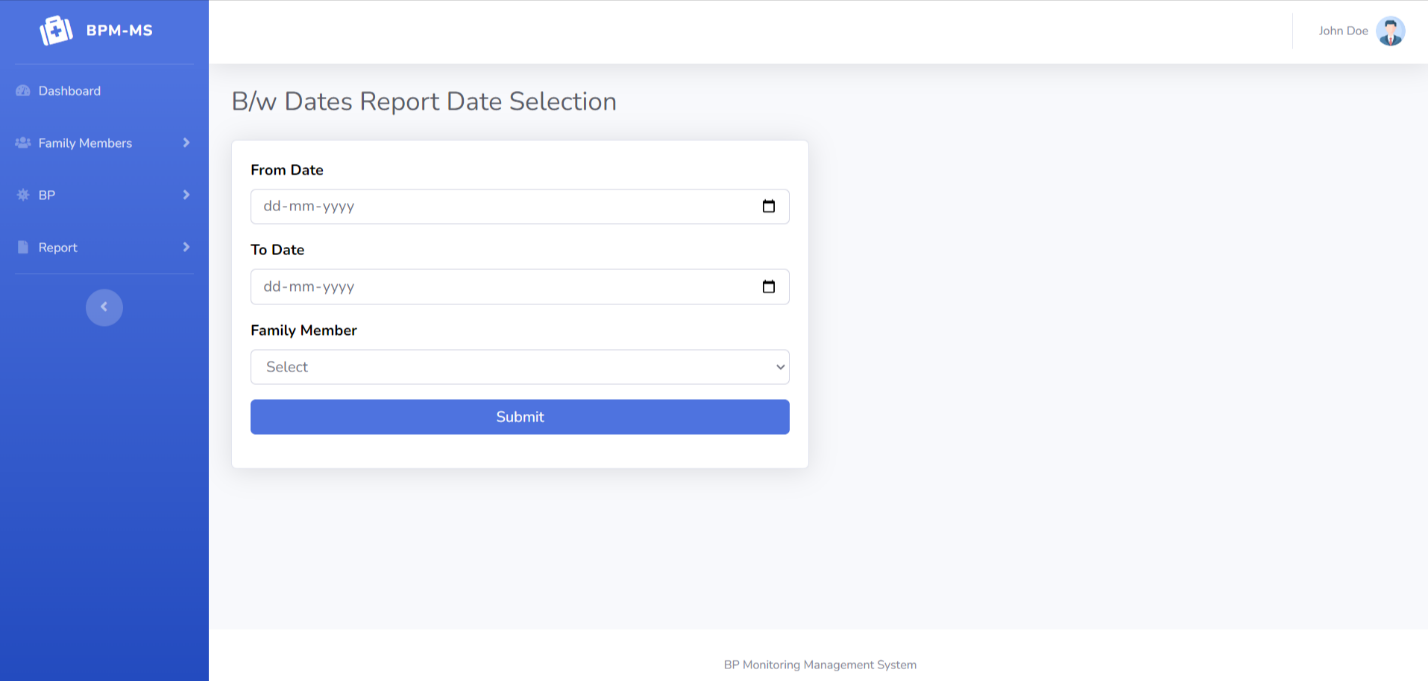 BPM-MS
John Doe
Dashboard
Family Members
BP
Report
B/w Dates Report Date Selection
From Date
dd-mm-yyyy
To Date
dd-mm-yyyy
Family Member
Select
Submit
BP Monitoring Management System